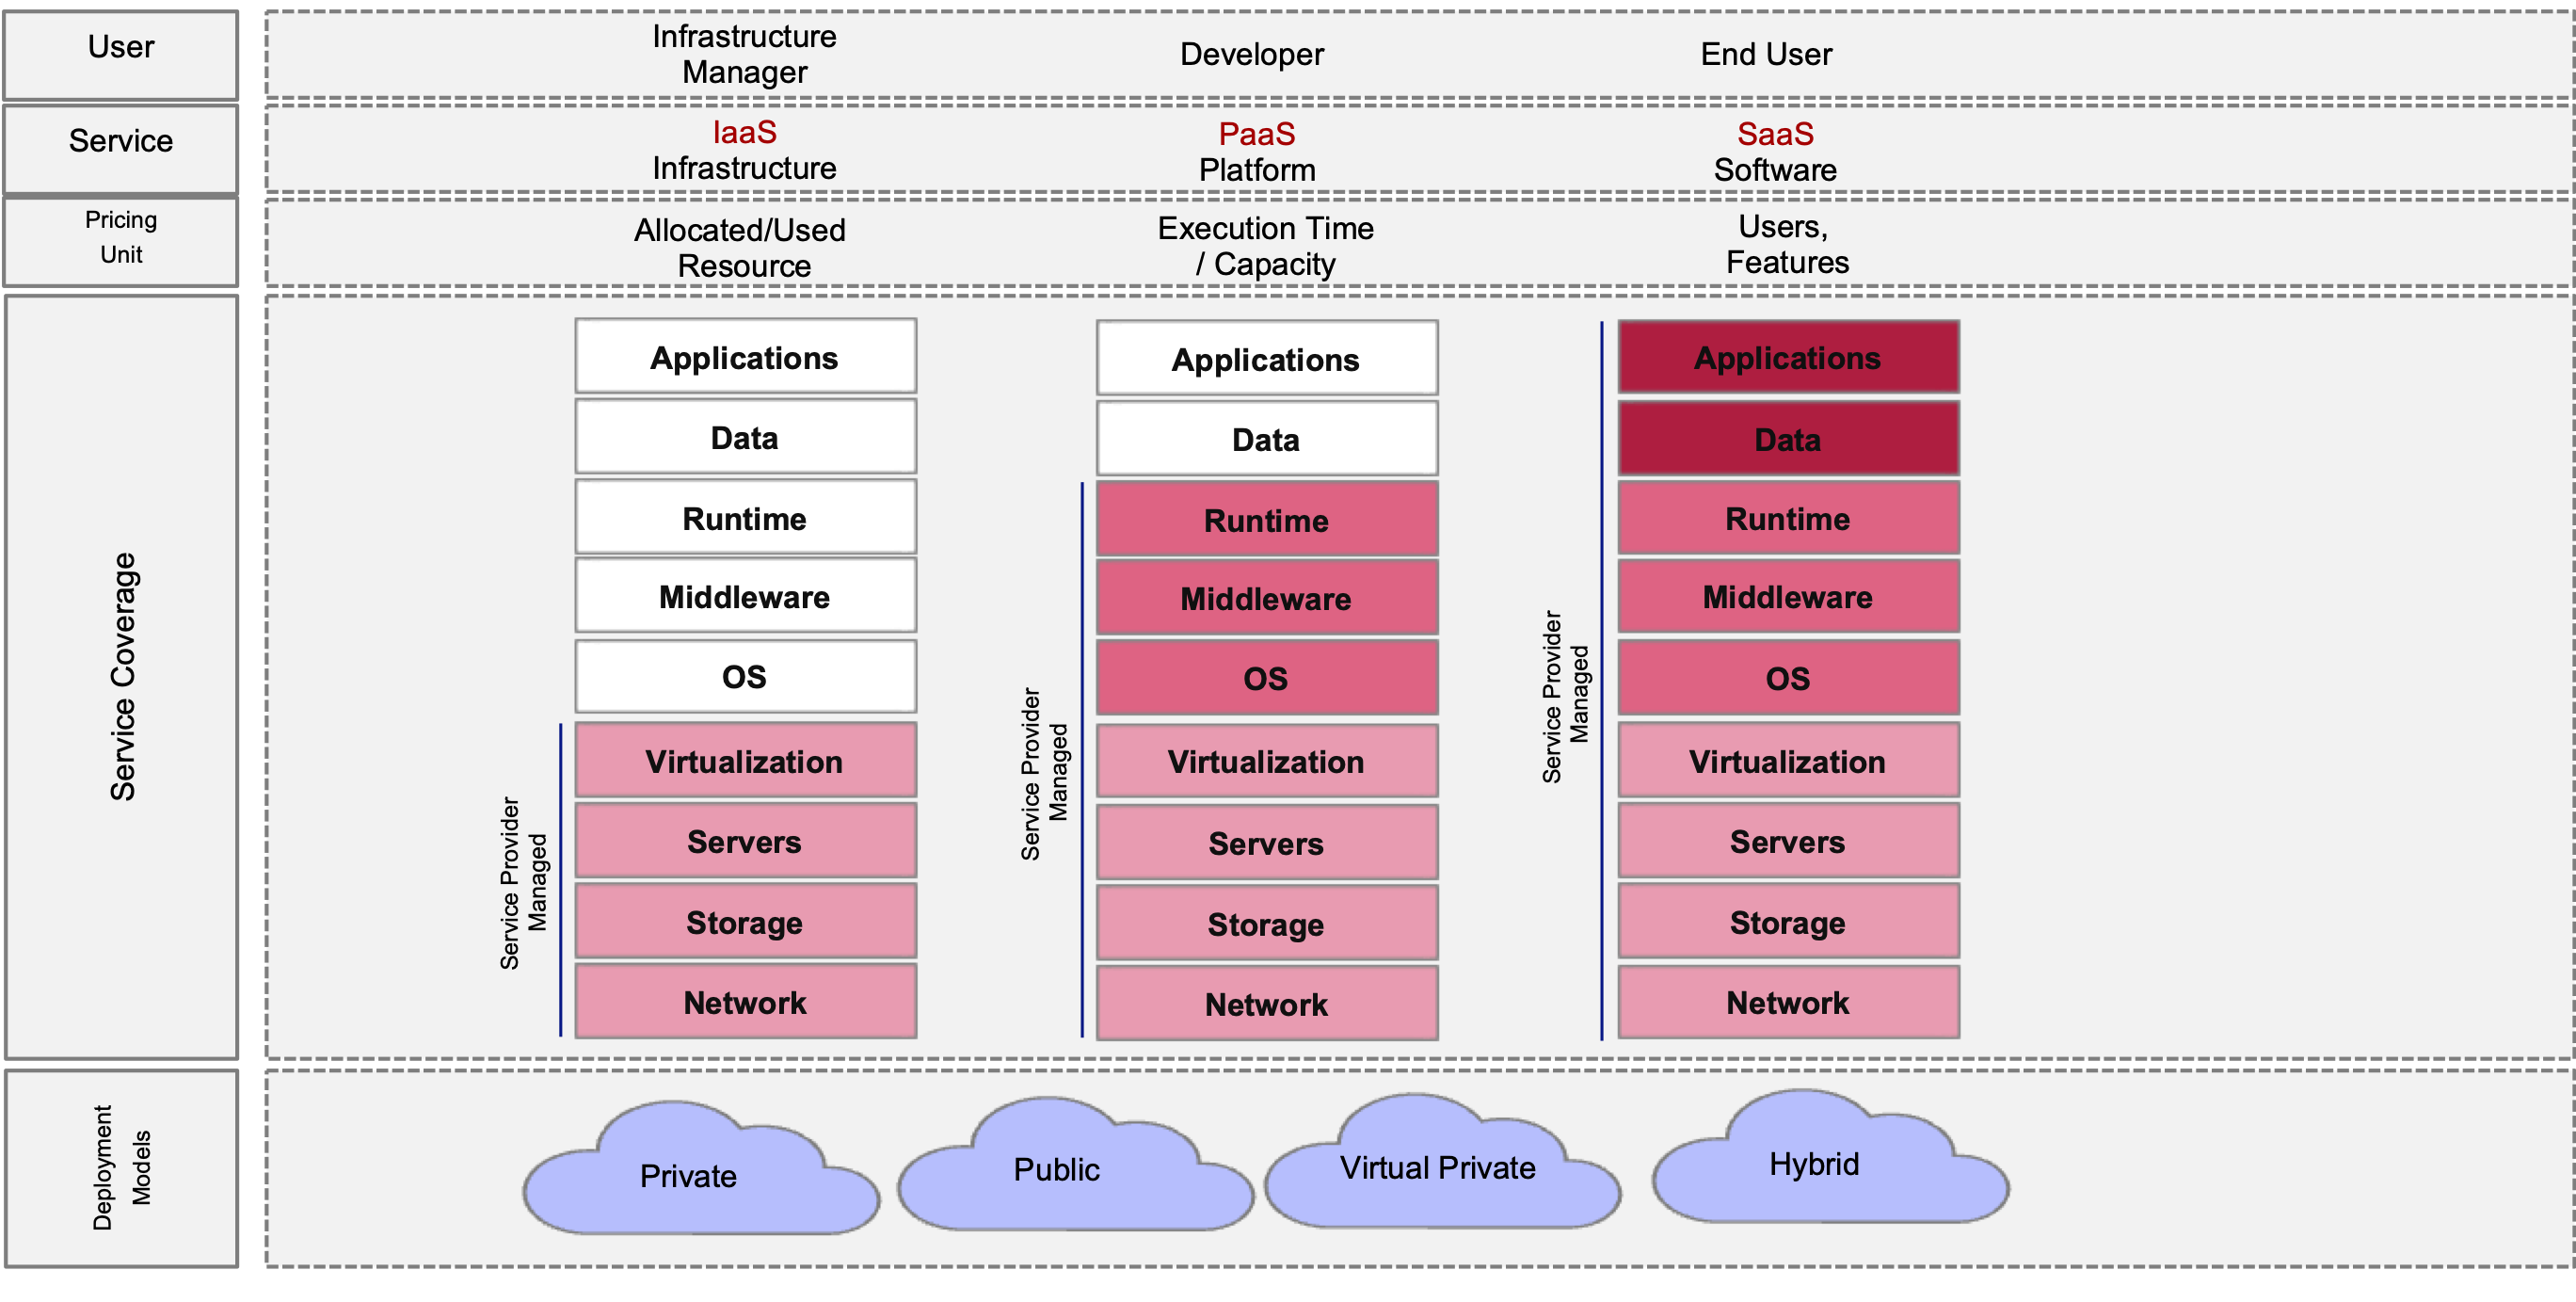 User
Infrastructure
Manager
Developer
End User
Service
IaaS
Infrastructure
PaaS
Platform
SaaS
Software
Pricing
Unit
Allocated/Used
Resource
Execution Time
/ Capacity
Users,
Features
Service Coverage
Service Provider
Managed
Applications
Data
Runtime
Middleware
OS
Virtualization
Servers
Storage
Network
Service Provider
Managed
Applications
Data
Runtime
Middleware
OS
Virtualization
Servers
Storage
Network
Service Provider
Managed
Applications
Data
Runtime
Middleware
OS
Virtualization
Servers
Storage
Network
Deployment
Models
Private
Public
Virtual Private
Hybrid